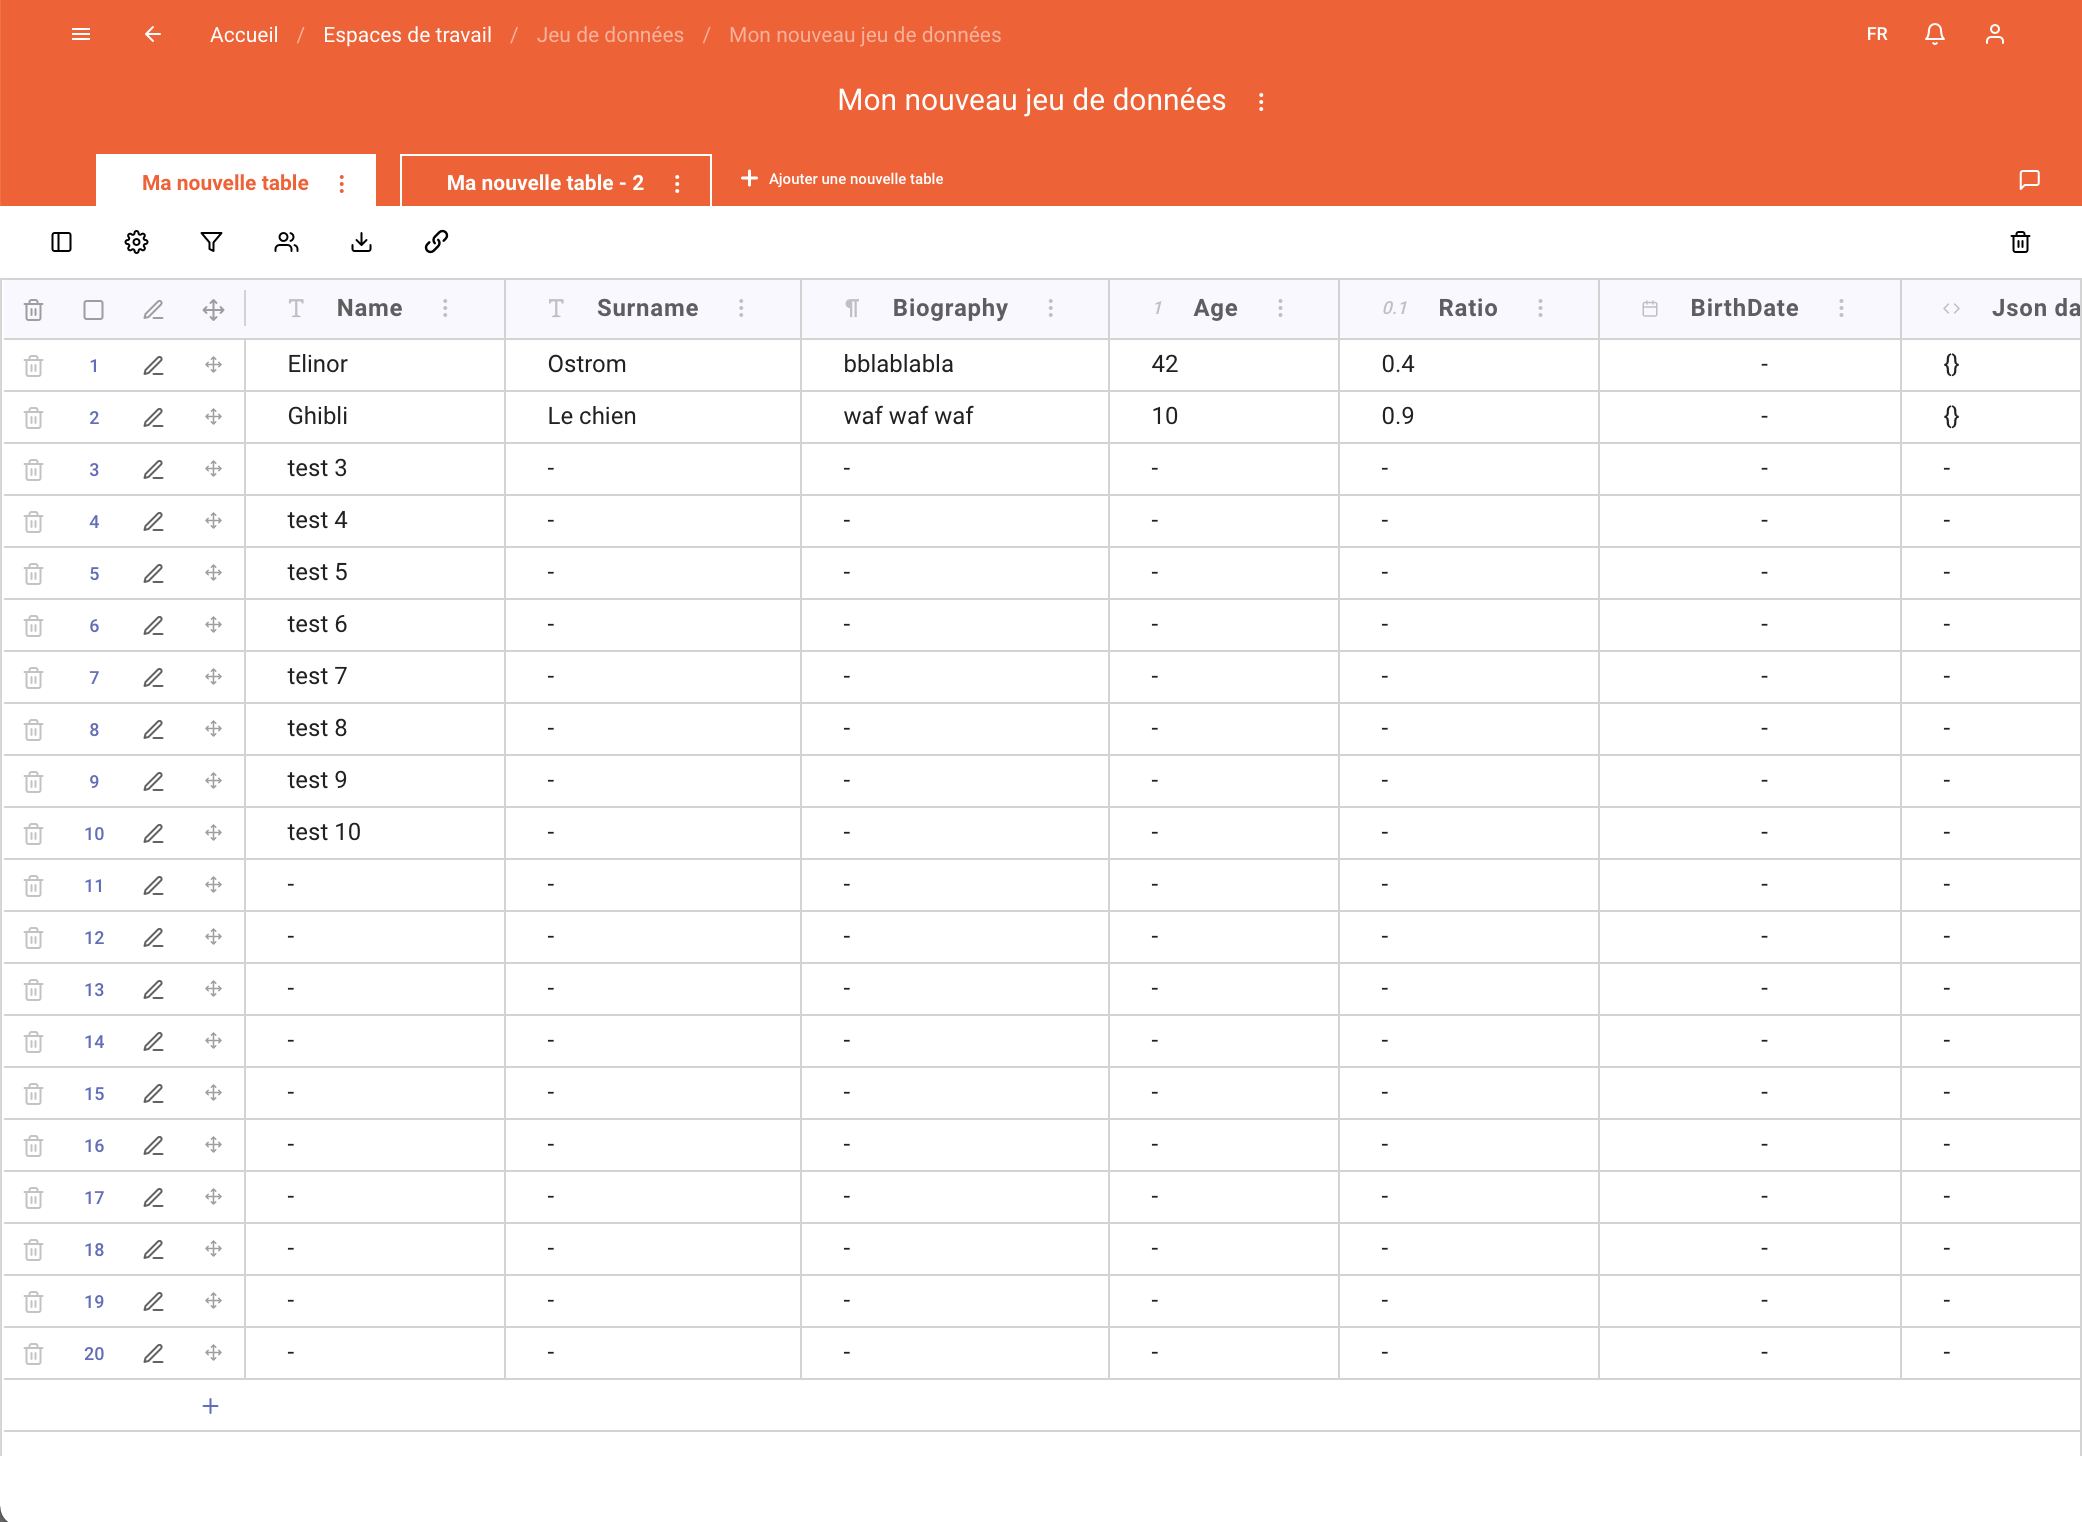 Accueil / Espaces de travail / Jeu de données / Mon nouveau jeu de données FR
Mon nouveau jeu de données
Ma nouvelle table Ma nouvelle table - 2 + Ajouter une nouvelle table
T Name T Surname ¶ Biography 1 Age 0.1 Ratio BirthDate <> Json da
1 Elinor Ostrom bblablabla 42 0.4 - {}
2 Ghibli Le chien waf waf waf 10 0.9 - {}
3 test 3 - - - - - -
4 test 4 - - - - - -
5 test 5 - - - - - -
6 test 6 - - - - - -
7 test 7 - - - - - -
8 test 8 - - - - - -
9 test 9 - - - - - -
10 test 10 - - - - - -
11 - - - - - - -
12 - - - - - - -
13 - - - - - - -
14 - - - - - - -
15 - - - - - - -
16 - - - - - - -
17 - - - - - - -
18 - - - - - - -
19 - - - - - - -
20 - - - - - - -
+